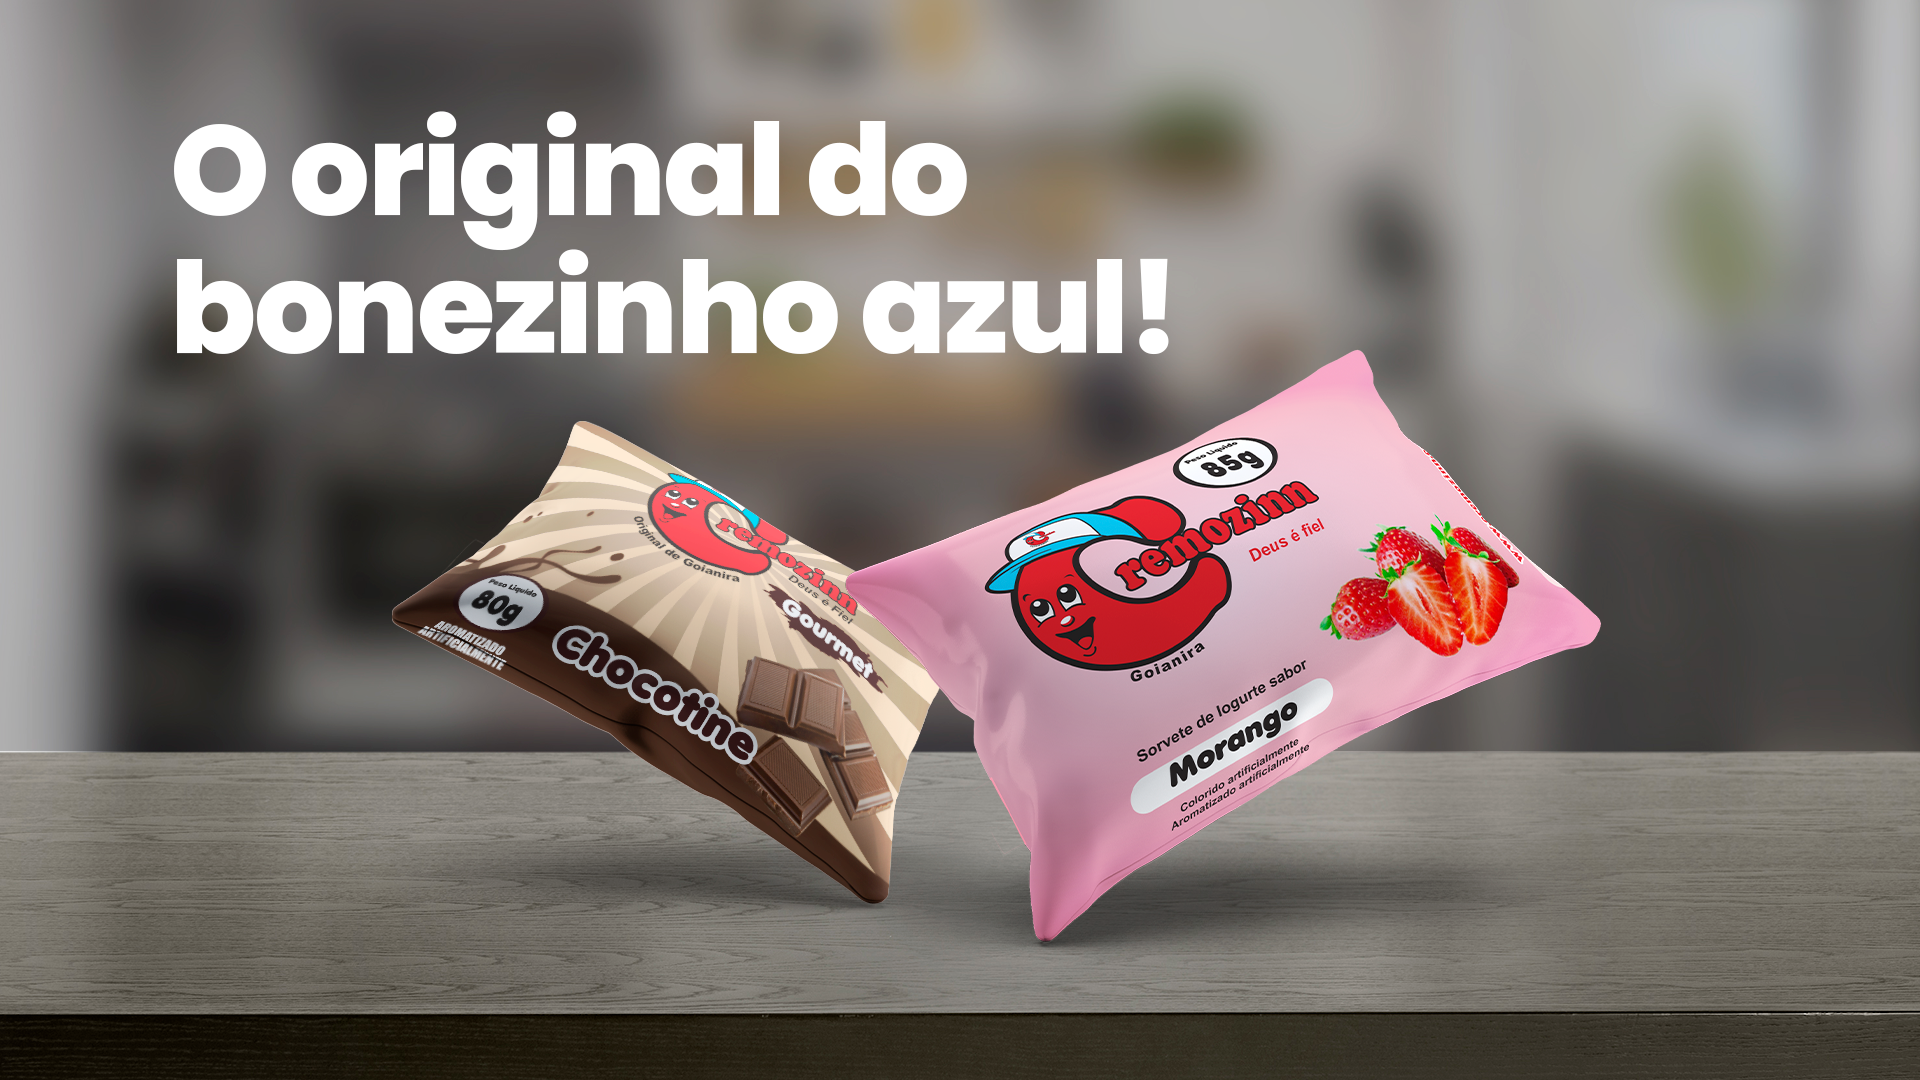 O original do
bonezinho azul!
Cremozinn
Original de Goianira
Deus é Fiel
Gourmet
Peso Líquido
80g
AROMATIZADO
ARTIFICIALMENTE
Chocotine
Peso Líquido
85g
Cremozinn
Deus é fiel
Goianira
Sorvete de Iogurte sabor
Morango
Colorido artificialmente
Aromatizado artificialmente